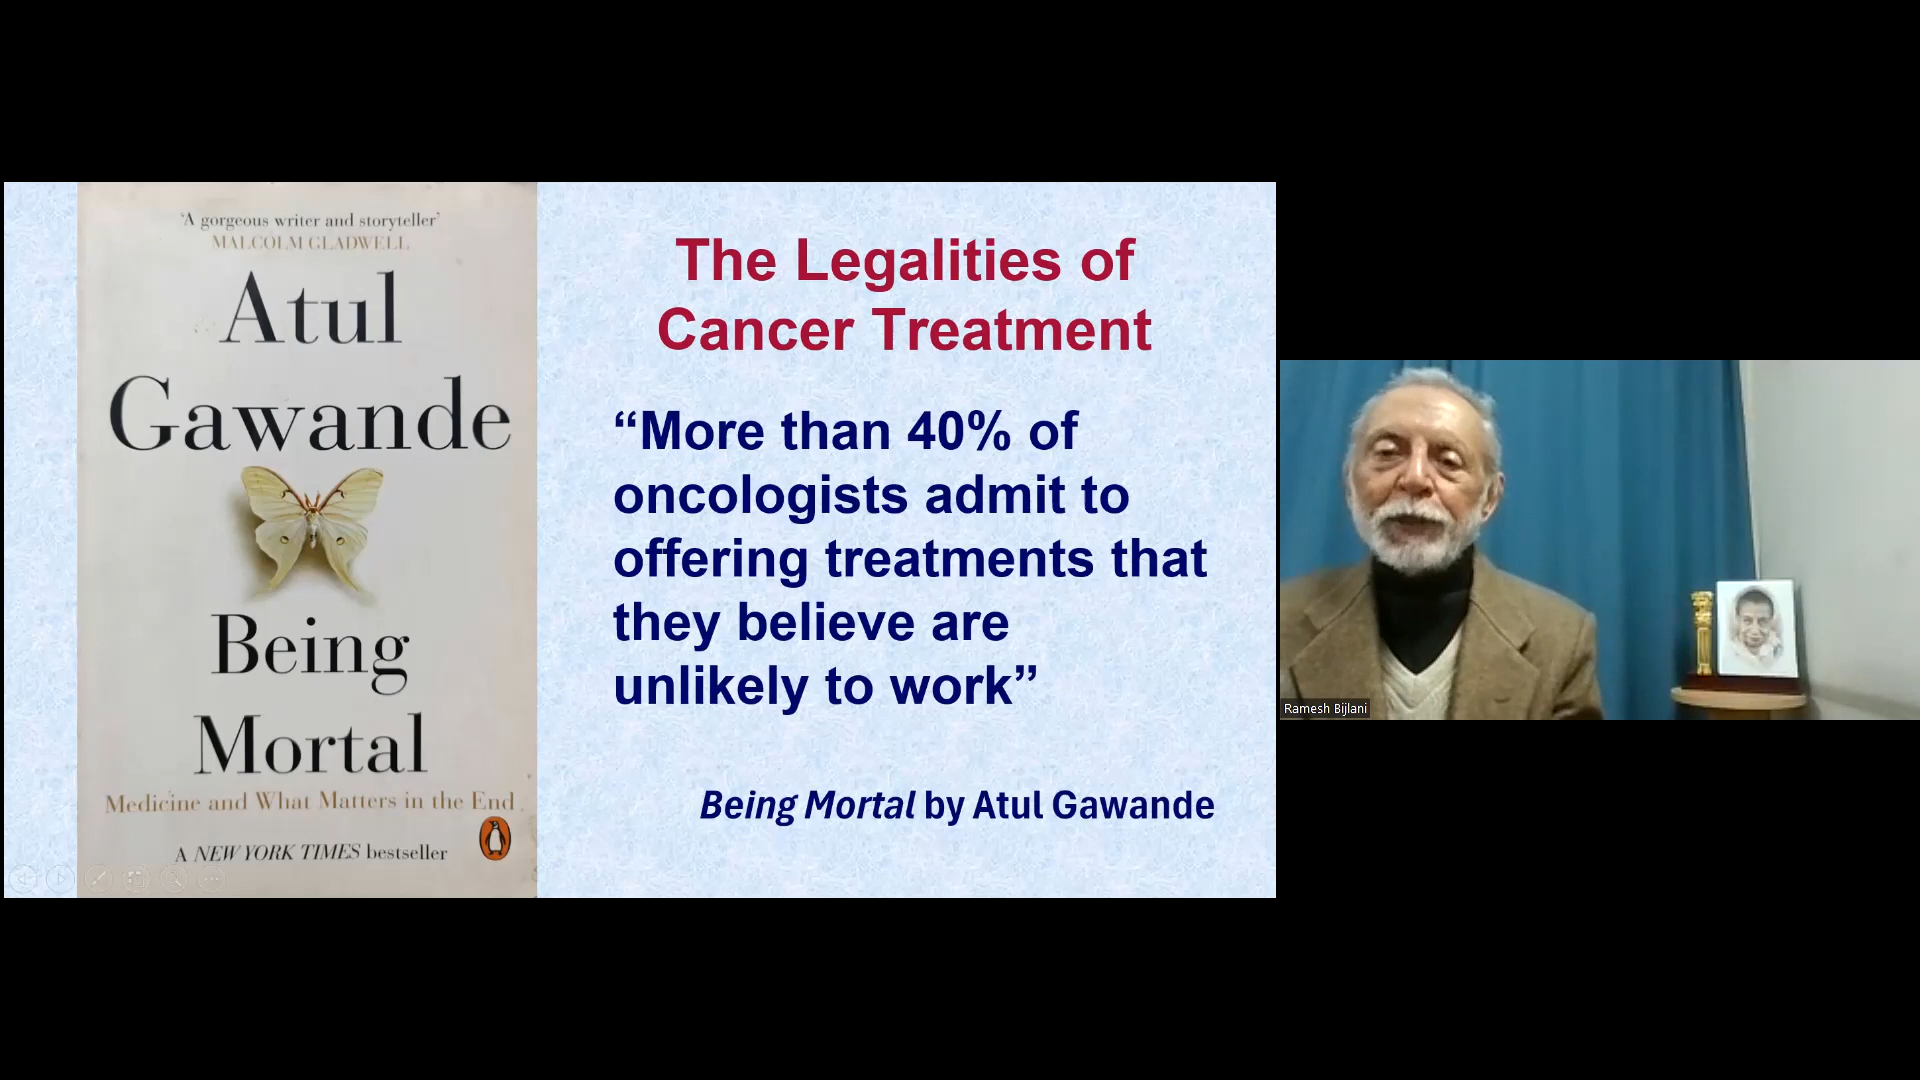 ‘A gorgeous writer and storyteller’
MALCOLM GLADWELL
Atul
Gawande
Being
Mortal
Medicine and What Matters in the End
A NEW YORK TIMES bestseller
The Legalities of
Cancer Treatment
“More than 40% of
oncologists admit to
offering treatments that
they believe are
unlikely to work”
Being Mortal by Atul Gawande
Ramesh Bijlani